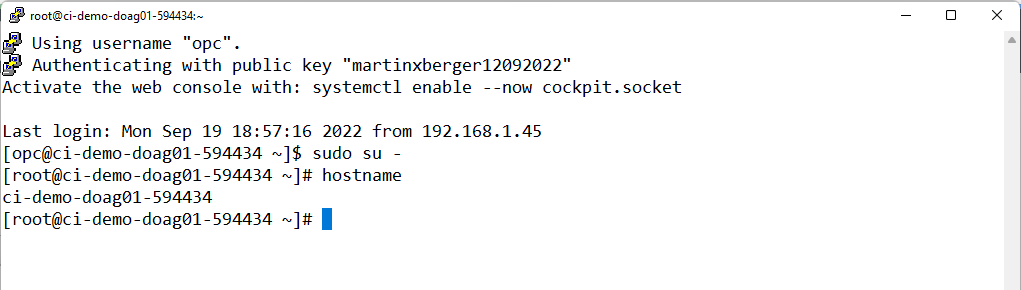 root@ci-demo-doag01-594434:~
Using username "opc".
Authenticating with public key "martinxberger12092022"
Activate the web console with: systemctl enable --now cockpit.socket
Last login: Mon Sep 19 18:57:16 2022 from 192.168.1.45
[opc@ci-demo-doag01-594434 ~]$ sudo su -
[root@ci-demo-doag01-594434 ~]# hostname
ci-demo-doag01-594434
[root@ci-demo-doag01-594434 ~]#